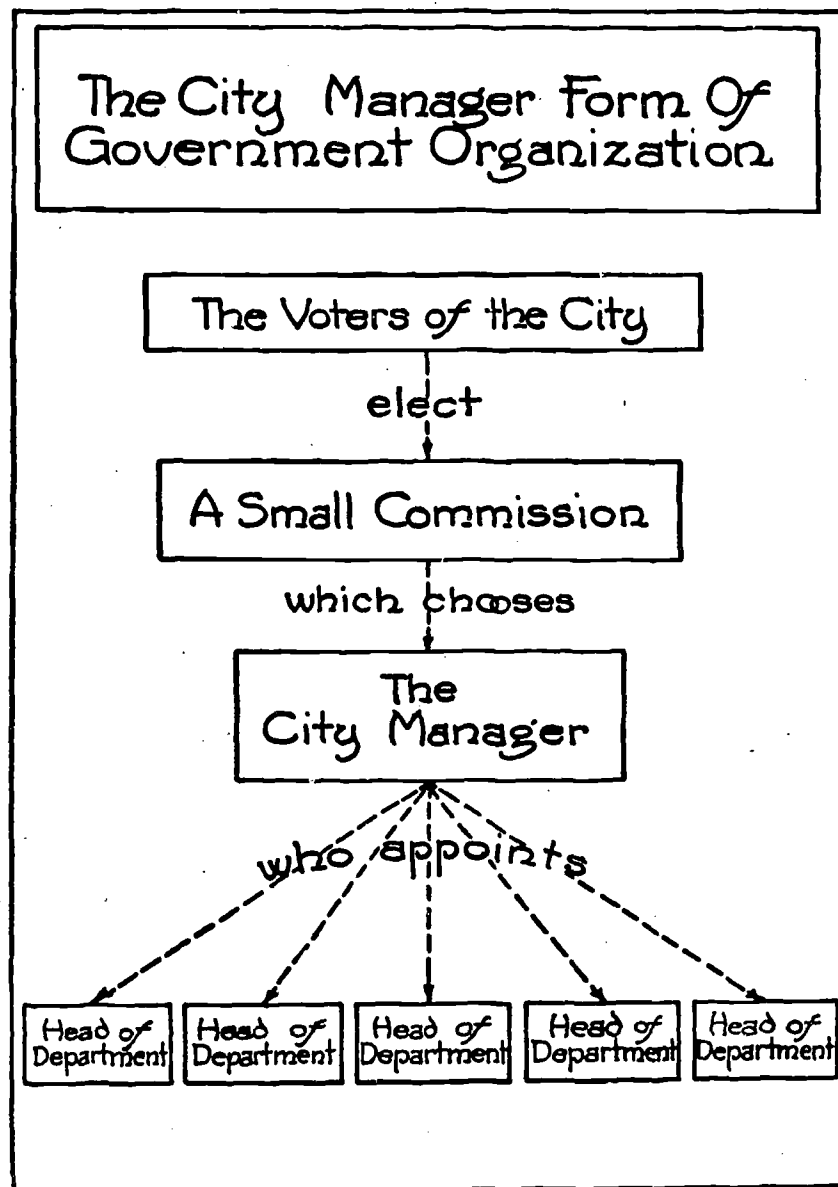 The City Manager Form Of
Government Organization
The Voters of the City
elect
A Small Commission
which chooses
The
City Manager
who appoints
Head of
Department
Head of
Department
Head of
Department
Head of
Department
Head of
Department